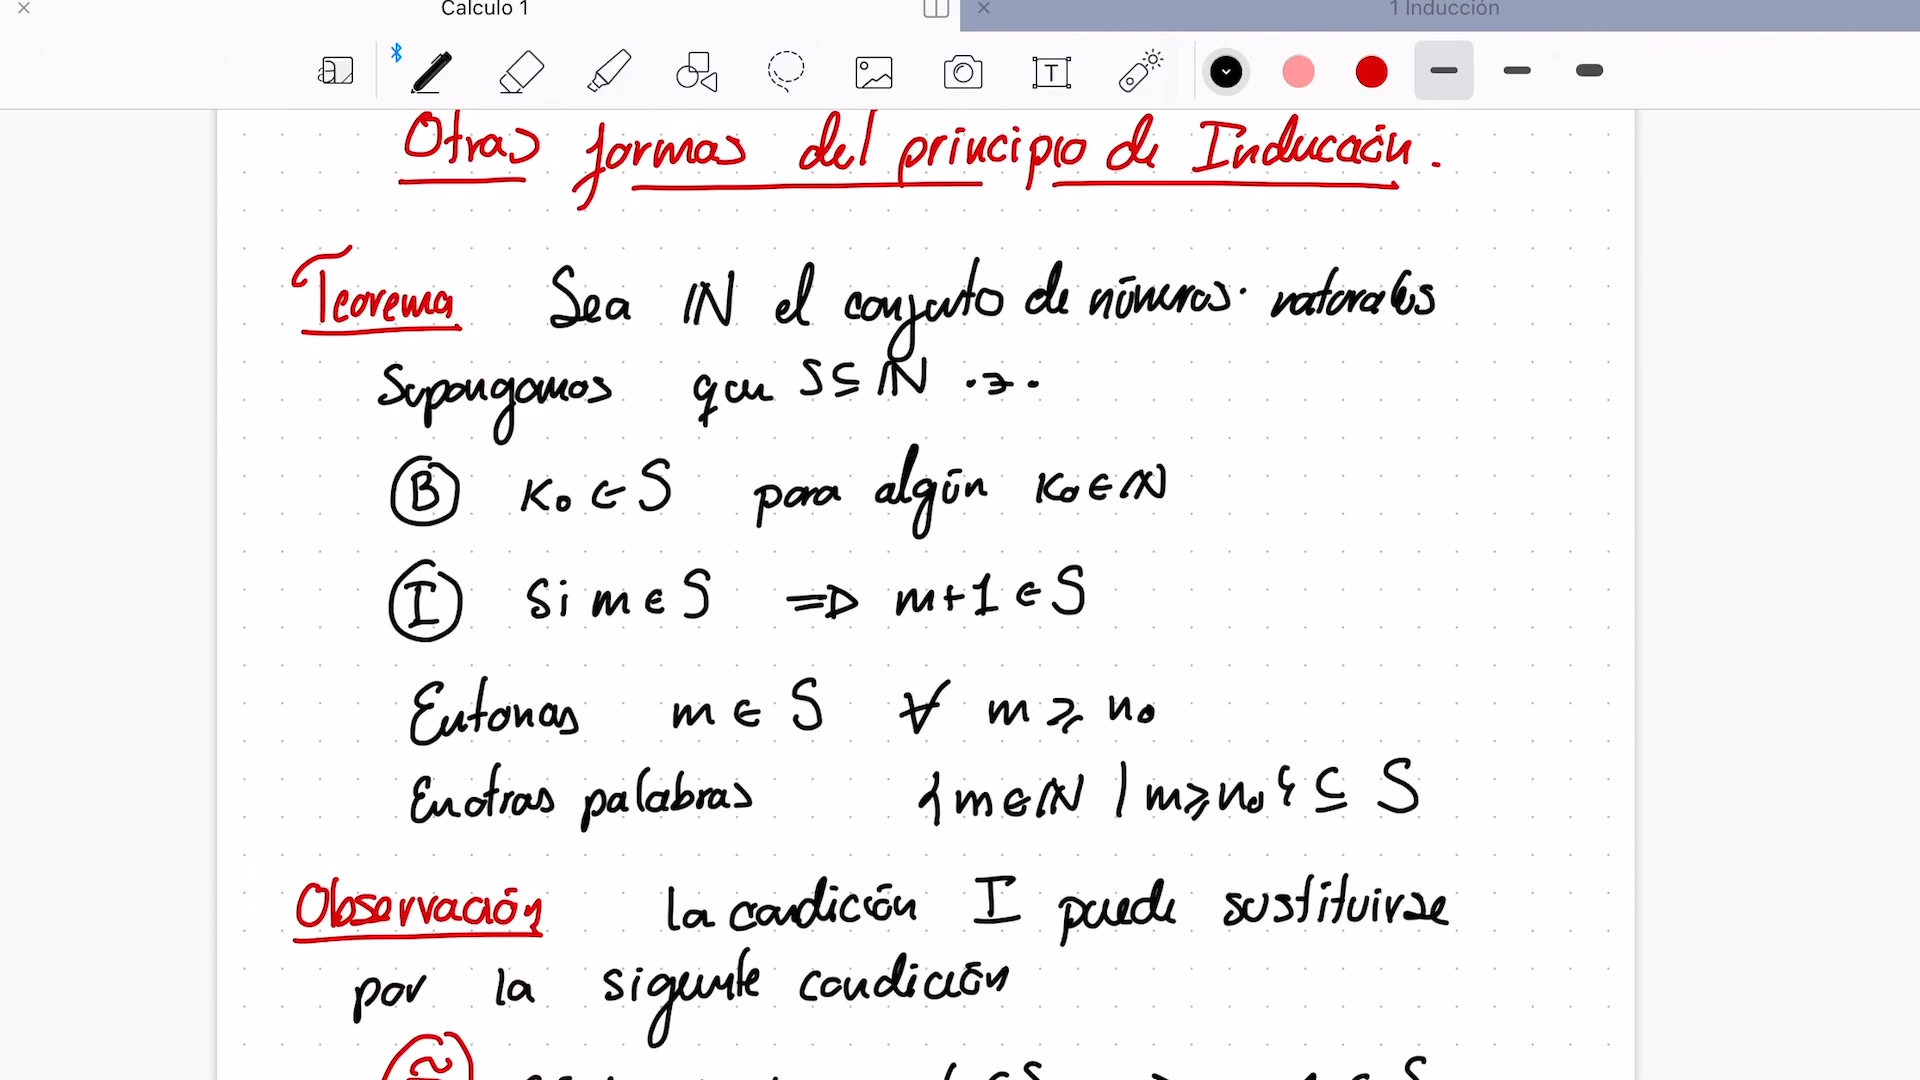 Calculo 1
1 Inducción
Otras formas del principio de Inducción.
Teorema Sea ℕ el conjunto de números naturales
Supongamos que S ⊆ ℕ ·∋·
Ⓑ K₀ ∈ S para algún K₀ ∈ ℕ
Ⓘ Si m ∈ S ⇒ m+1 ∈ S
Entonces m ∈ S ∀ m ≥ n₀
En otras palabras {m ∈ ℕ | m ≥ n₀} ⊆ S
Observación La condición I puede sustituirse
por la siguente condición